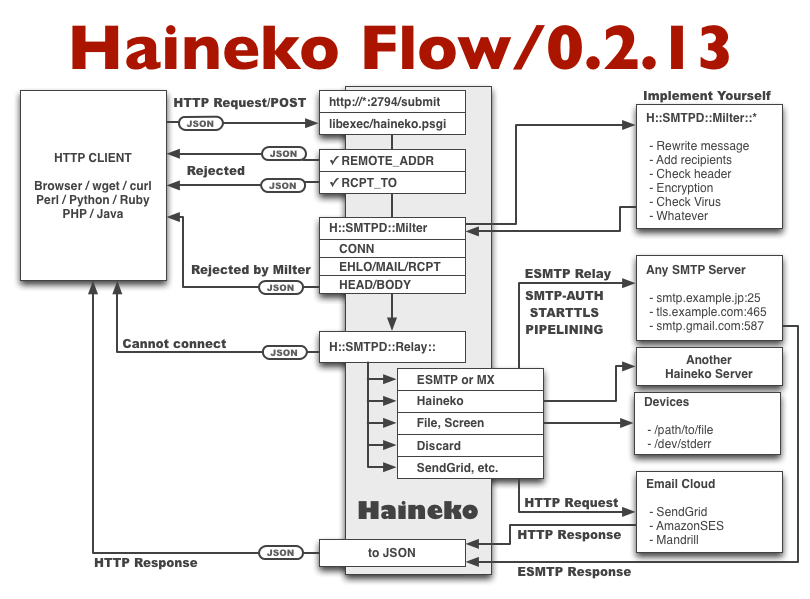 Haineko Flow/0.2.13
HTTP CLIENT
Browser / wget / curl
Perl / Python / Ruby
PHP / Java
HTTP Request/POST
JSON
http://*:2794/submit
libexec/haineko.psgi
JSON
Rejected
JSON
✓ REMOTE_ADDR
✓ RCPT_TO
H::SMTPD::Milter
CONN
EHLO/MAIL/RCPT
HEAD/BODY
Rejected by Milter
JSON
Implement Yourself
H::SMTPD::Milter::*
- Rewrite message
- Add recipients
- Check header
- Encryption
- Check Virus
- Whatever
Cannot connect
JSON
H::SMTPD::Relay::
ESMTP or MX
Haineko
File, Screen
Discard
SendGrid, etc.
ESMTP Relay
SMTP-AUTH
STARTTLS
PIPELINING
Any SMTP Server
- smtp.example.jp:25
- tls.example.com:465
- smtp.gmail.com:587
Another
Haineko Server
Devices
- /path/to/file
- /dev/stderr
Email Cloud
- SendGrid
- AmazonSES
- Mandrill
Haineko
HTTP Request
HTTP Response
to JSON
JSON
HTTP Response
ESMTP Response